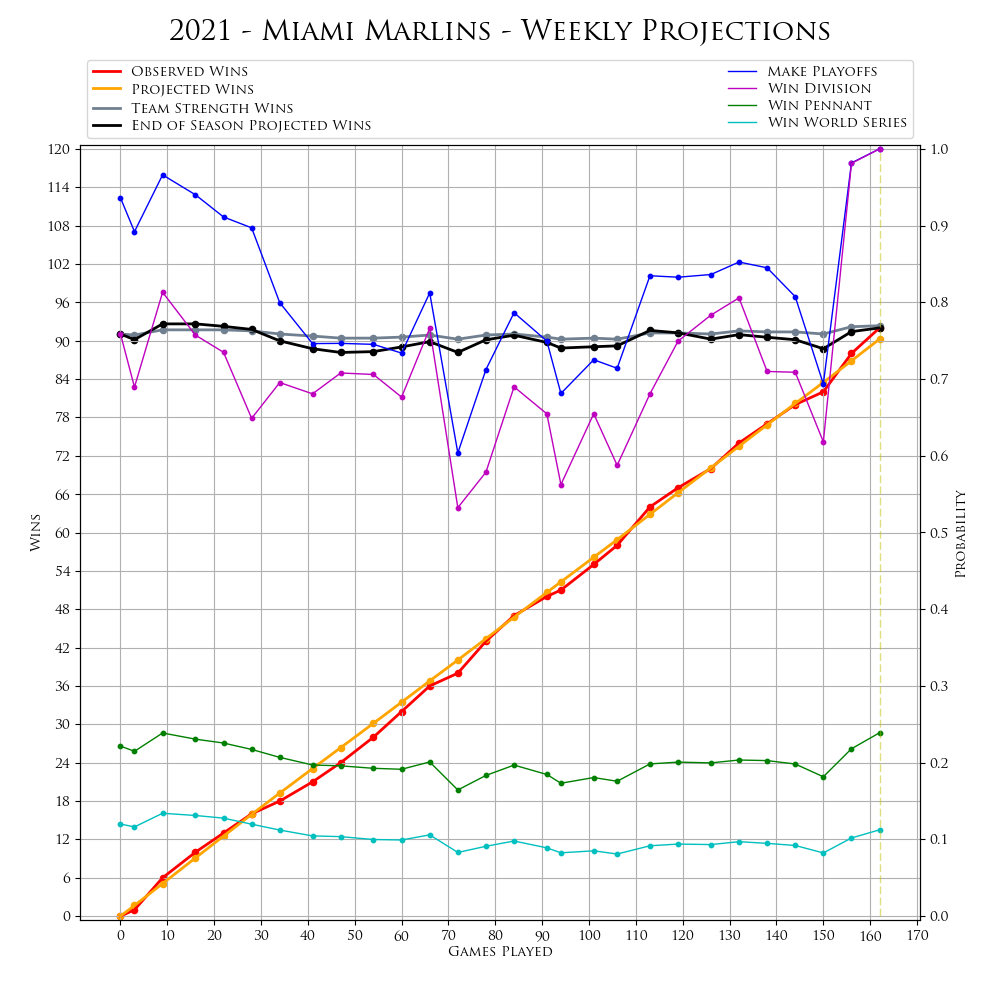 2021 - Miami Marlins - Weekly Projections
Observed Wins
Projected Wins
Team Strength Wins
End of Season Projected Wins
Make Playoffs
Win Division
Win Pennant
Win World Series
120
114
108
102
96
90
84
78
72
66
60
54
48
42
36
30
24
18
12
6
0
Wins
1.0
0.9
0.8
0.7
0.6
0.5
0.4
0.3
0.2
0.1
0.0
Probability
0 10 20 30 40 50 60 70 80 90 100 110 120 130 140 150 160 170
Games Played